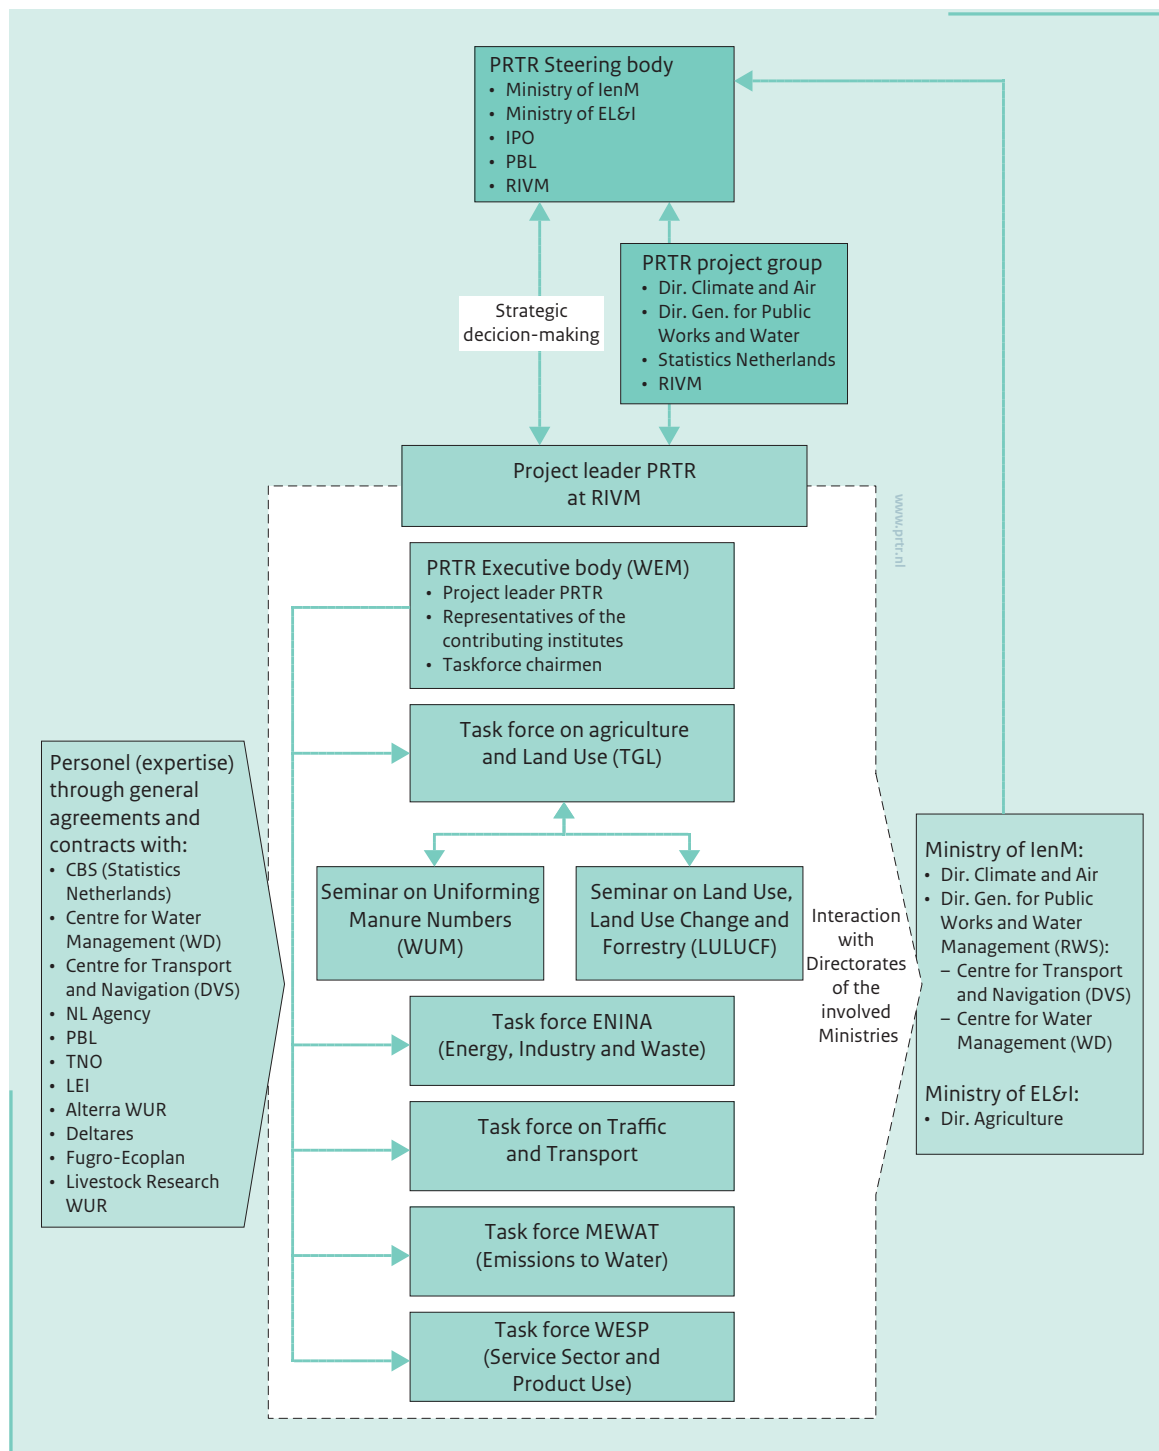 PRTR Steering body
• Ministry of IenM
• Ministry of EL&I
• IPO
• PBL
• RIVM
Strategic
decicion-making
PRTR project group
• Dir. Climate and Air
• Dir. Gen. for Public
Works and Water
• Statistics Netherlands
• RIVM
Project leader PRTR
at RIVM
www.prtr.nl
PRTR Executive body (WEM)
• Project leader PRTR
• Representatives of the
contributing institutes
• Taskforce chairmen
Task force on agriculture
and Land Use (TGL)
Personel (expertise)
through general
agreements and
contracts with:
• CBS (Statistics
Netherlands)
• Centre for Water
Management (WD)
• Centre for Transport
and Navigation (DVS)
• NL Agency
• PBL
• TNO
• LEI
• Alterra WUR
• Deltares
• Fugro-Ecoplan
• Livestock Research
WUR
Seminar on Uniforming
Manure Numbers
(WUM)
Seminar on Land Use,
Land Use Change and
Forrestry (LULUCF)
Interaction
with
Directorates
of the
involved
Ministries
Ministry of IenM:
• Dir. Climate and Air
• Dir. Gen. for Public
Works and Water
Management (RWS):
– Centre for Transport
and Navigation (DVS)
– Centre for Water
Management (WD)
Ministry of EL&I:
• Dir. Agriculture
Task force ENINA
(Energy, Industry and Waste)
Task force on Traffic
and Transport
Task force MEWAT
(Emissions to Water)
Task force WESP
(Service Sector and
Product Use)